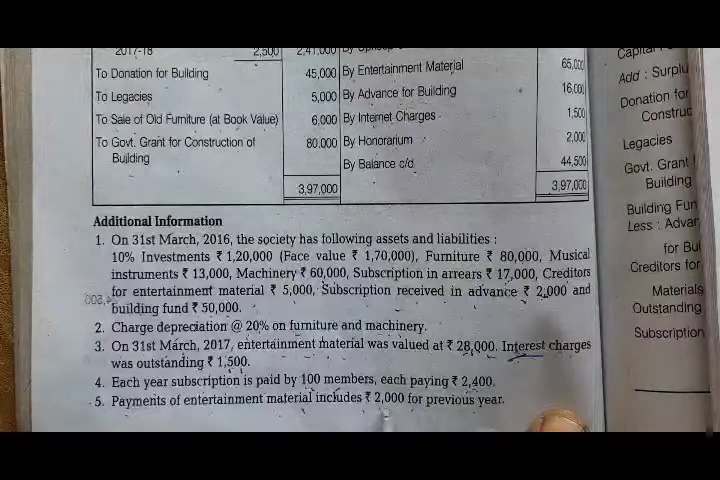 2017-18 2,500 2,41,000
To Donation for Building 45,000 By Entertainment Material 65,000
To Legacies 5,000 By Advance for Building 16,000
To Sale of Old Furniture (at Book Value) 6,000 By Internet Charges 1,500
To Govt. Grant for Construction of 80,000 By Honorarium 2,000
Building By Balance c/d 44,500
3,97,000 3,97,000
Additional Information
1. On 31st March, 2016, the society has following assets and liabilities :
10% Investments ₹ 1,20,000 (Face value ₹ 1,70,000), Furniture ₹ 80,000, Musical
instruments ₹ 13,000, Machinery ₹ 60,000, Subscription in arrears ₹ 17,000, Creditors
for entertainment material ₹ 5,000, Subscription received in advance ₹ 2,000 and
building fund ₹ 50,000.
2. Charge depreciation @ 20% on furniture and machinery.
3. On 31st March, 2017, entertainment material was valued at ₹ 28,000. Interest charges
was outstanding ₹ 1,500.
4. Each year subscription is paid by 100 members, each paying ₹ 2,400.
5. Payments of entertainment material includes ₹ 2,000 for previous year.
Capital
Add : Surplu
Donation for
Construc
Legacies
Govt. Grant
Building
Building Fun
Less : Advan
for Bui
Creditors for
Materials
Outstanding
Subscription